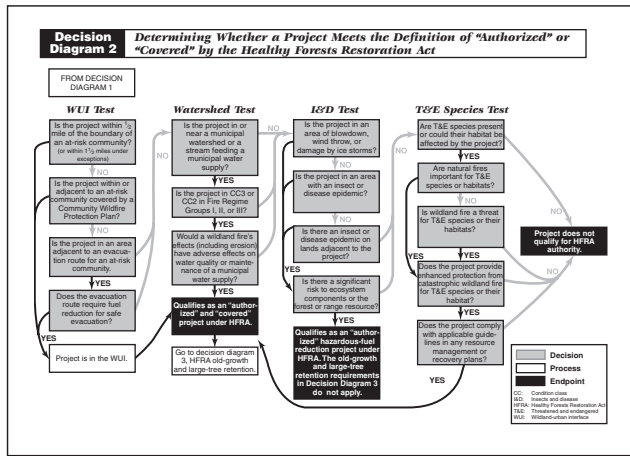 Decision
Diagram 2
Determining Whether a Project Meets the Definition of “Authorized” or
“Covered” by the Healthy Forests Restoration Act
FROM DECISION
DIAGRAM 1
WUI Test
Is the project within 1/2
mile of the boundary of
an at-risk community?
(or within 1 1/2 miles under
exceptions)
NO
Is the project within or
adjacent to an at-risk
community covered by a
Community Wildfire
Protection Plan?
NO
Is the project in an area
adjacent to an evacua-
tion route for an at-risk
community.
YES
Does the evacuation
route require fuel
reduction for safe
evacuation?
NO
YES
Project is in the WUI.
Watershed Test
Is the project in or
near a municipal
watershed or a
stream feeding a
municipal water
supply?
NO
YES
Is the project in CC3 or
CC2 in Fire Regime
Groups I, II, or III?
NO
YES
Would a wildland fire's
effects (including erosion)
have adverse effects on
water quality or mainte-
nance of a municipal
water supply?
NO
YES
Qualifies as an “author-
ized” and “covered”
project under HFRA.
Go to decision diagram
3, HFRA old-growth
and large-tree retention.
I&D Test
Is the project in an
area of blowdown,
wind throw, or
damage by ice storms?
NO
Is the project in an area
with an insect or
disease epidemic?
NO
Is there an insect or
disease epidemic on
lands adjacent to the
project?
NO
YES
Is there a significant
risk to ecosystem
components or the
forest or range resource?
NO
YES
Qualifies as an “author-
ized” hazardous-fuel
reduction project under
HFRA. The old-growth
and large-tree
retention requirements
in Decision Diagram 3
do not apply.
T&E Species Test
Are T&E species present
or could their habitat be
affected by the project?
NO
YES
Are natural fires
important for T&E
species or habitats?
NO
YES
Is wildland fire a threat
for T&E species or their
habitats?
NO
YES
Does the project provide
enhanced protection from
catastrophic wildland fire
for T&E species or their
habitat?
NO
YES
Does the project comply
with applicable guide-
lines in any resource
management or
recovery plans?
NO
YES
Project does not
qualify for HFRA
authority.
Decision
Process
Endpoint
CC: Condition class
I&D: Insects and disease
HFRA: Healthy Forests Restoration Act
T&E: Threatened and endangered
WUI: Wildland-urban interface